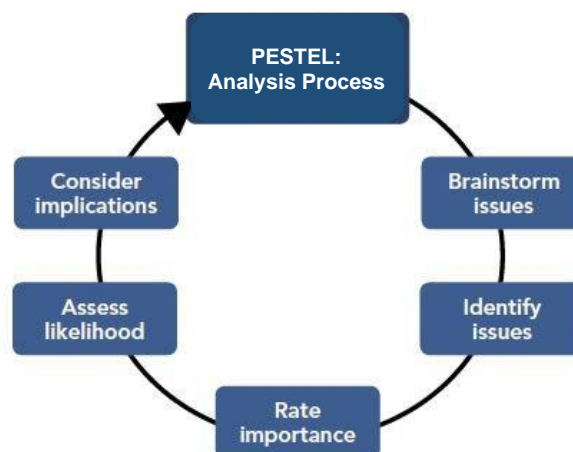 PESTEL:
Analysis Process
Brainstorm
issues
Identify
issues
Rate
importance
Assess
likelihood
Consider
implications